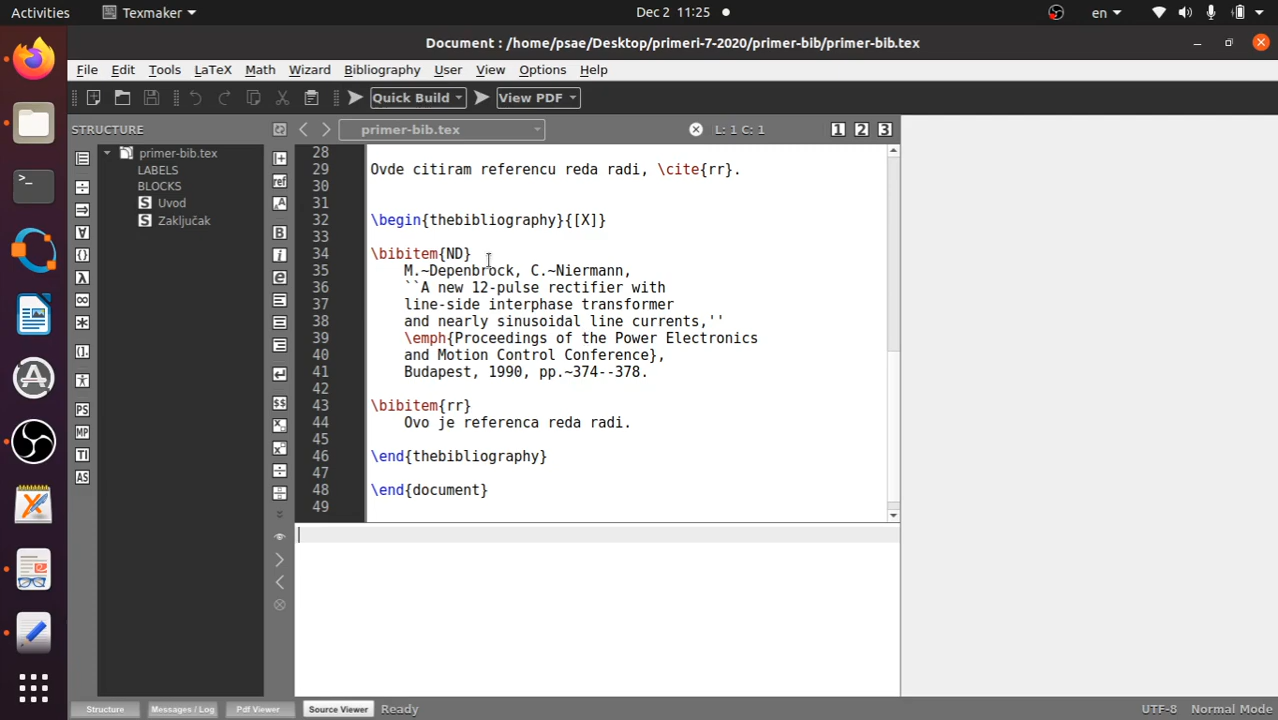 Activities Texmaker Dec 2 11:25 en
Document : /home/psae/Desktop/primeri-7-2020/primer-bib/primer-bib.tex
File Edit Tools LaTeX Math Wizard Bibliography User View Options Help
Quick Build View PDF
STRUCTURE primer-bib.tex L: 1 C: 1 1 2 3
primer-bib.tex
LABELS
BLOCKS
Uvod
Zaključak
28
29 Ovde citiram referencu reda radi, \cite{rr}.
30
31
32 \begin{thebibliography}{[X]}
33
34 \bibitem{ND}
35 M.~Depenbrock, C.~Niermann,
36 ``A new 12-pulse rectifier with
37 line-side interphase transformer
38 and nearly sinusoidal line currents,''
39 \emph{Proceedings of the Power Electronics
40 and Motion Control Conference},
41 Budapest, 1990, pp.~374--378.
42
43 \bibitem{rr}
44 Ovo je referenca reda radi.
45
46 \end{thebibliography}
47
48 \end{document}
49
Structure Messages / Log Pdf Viewer Source Viewer Ready UTF-8 Normal Mode